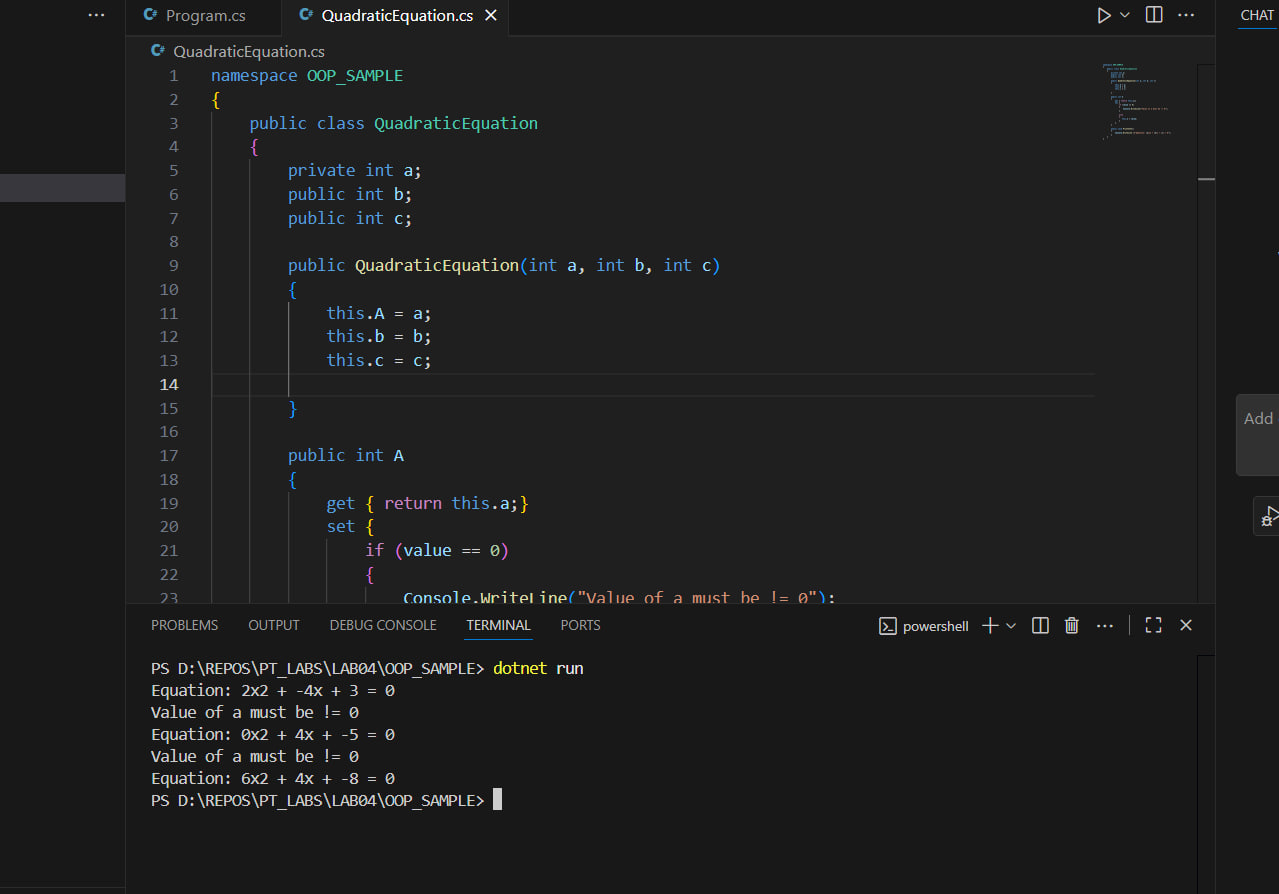 Program.cs
QuadraticEquation.cs
CHAT
QuadraticEquation.cs
1 namespace OOP_SAMPLE
2 {
3 public class QuadraticEquation
4 {
5 private int a;
6 public int b;
7 public int c;
8
9 public QuadraticEquation(int a, int b, int c)
10 {
11 this.A = a;
12 this.b = b;
13 this.c = c;
14
15 }
16
17 public int A
18 {
19 get { return this.a;}
20 set {
21 if (value == 0)
22 {
23 Console.WriteLine("Value of a must be != 0");
Add
PROBLEMS OUTPUT DEBUG CONSOLE TERMINAL PORTS
powershell
PS D:\REPOS\PT_LABS\LAB04\OOP_SAMPLE> dotnet run
Equation: 2x2 + -4x + 3 = 0
Value of a must be != 0
Equation: 0x2 + 4x + -5 = 0
Value of a must be != 0
Equation: 6x2 + 4x + -8 = 0
PS D:\REPOS\PT_LABS\LAB04\OOP_SAMPLE>